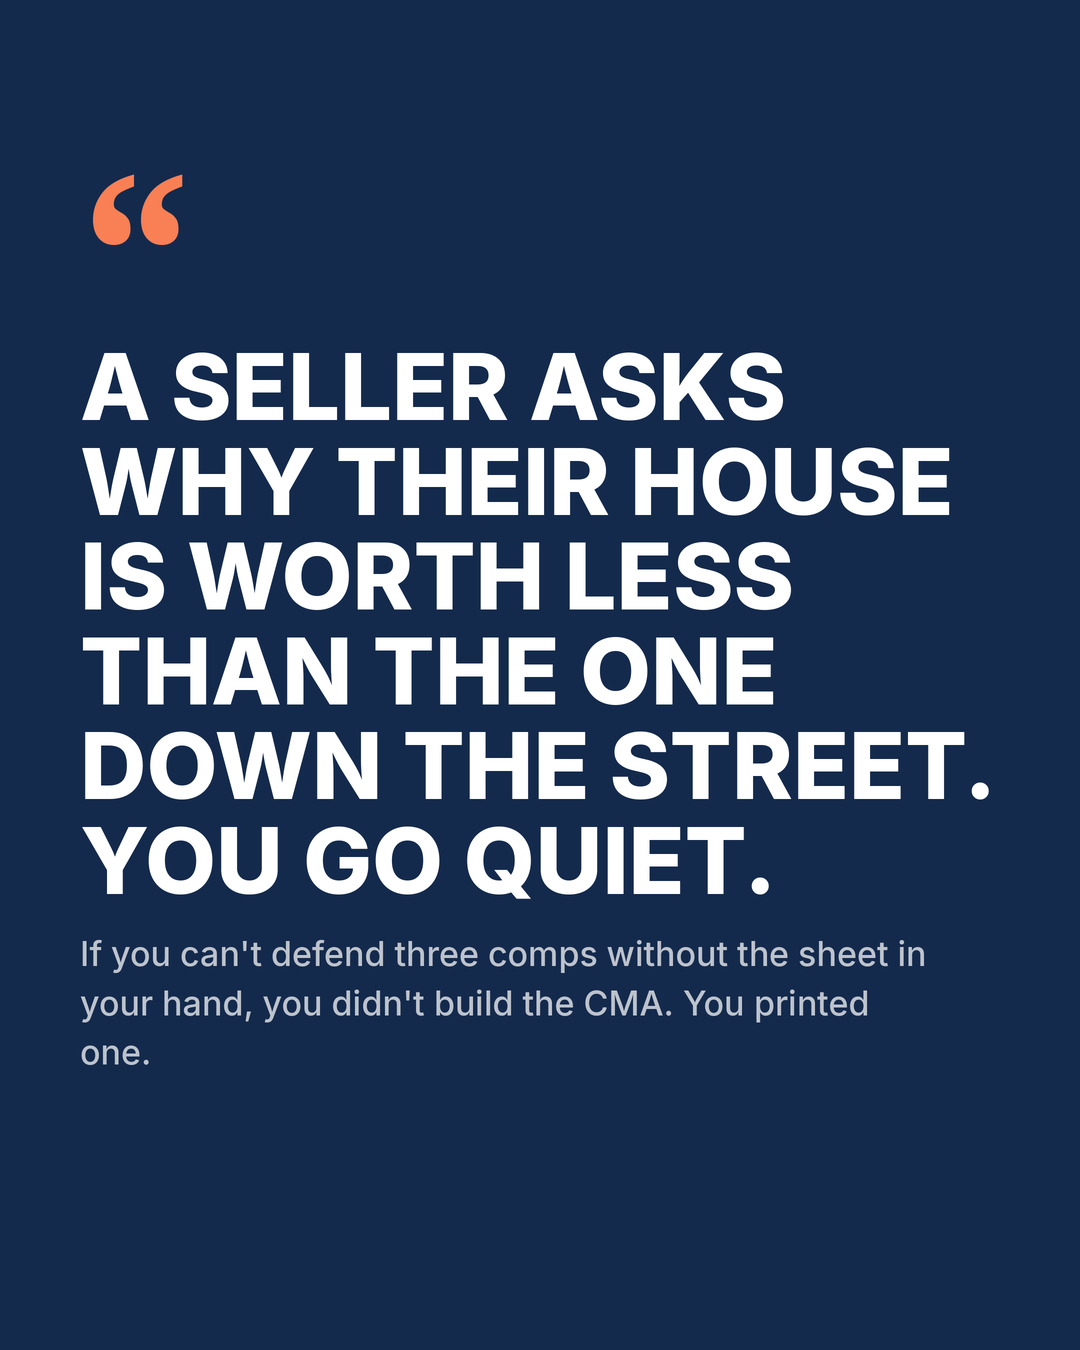 “
A SELLER ASKS
WHY THEIR HOUSE
IS WORTH LESS
THAN THE ONE
DOWN THE STREET.
YOU GO QUIET.
If you can't defend three comps without the sheet in
your hand, you didn't build the CMA. You printed
one.